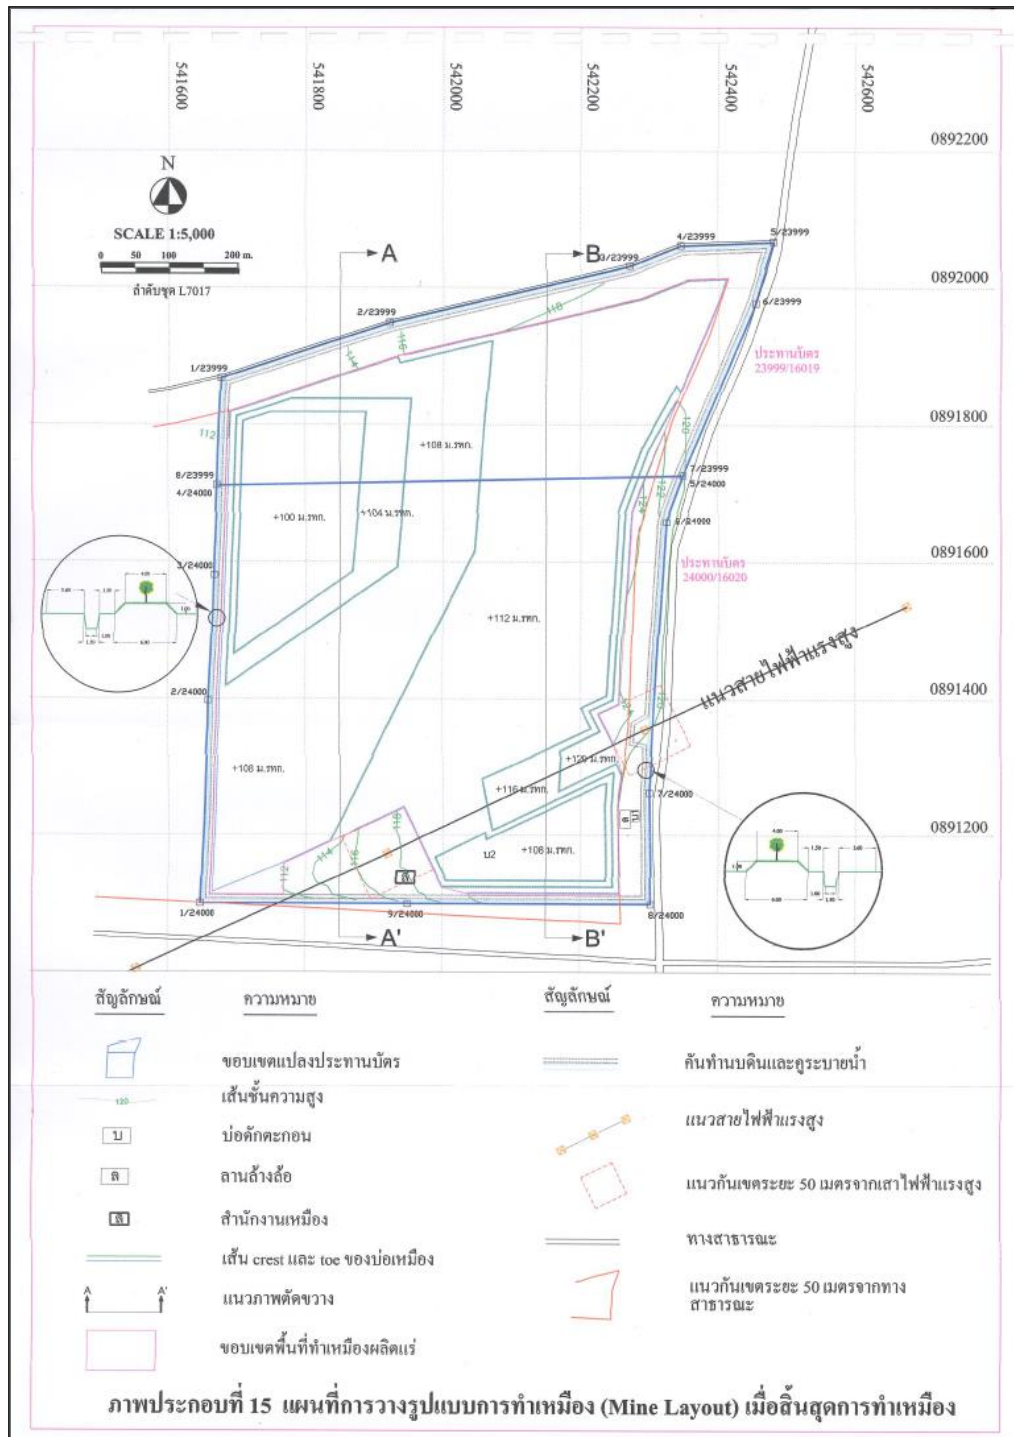 541600
541800
542000
542200
542400
542600
0892200
0892000
0891800
0891600
0891400
0891200
N
SCALE 1:5,000
0 50 100 200 m.
ลำดับชุด L7017
A
B
1/23999
2/23999
3/23999
4/23999
5/23999
6/23999
7/23999
5/24000
8/23999
4/24000
3/24000
2/24000
1/24000
9/24000
8/24000
7/24000
6/24000
ประทานบัตร
23999/16019
ประทานบัตร
24000/16020
112
114
116
118
120
122
124
+108 ม.รทก.
+100 ม.รทก.
+104 ม.รทก.
+112 ม.รทก.
+108 ม.รทก.
+116 ม.รทก.
+120 ม.รทก.
+108 ม.รทก.
บ2
แนวสายไฟฟ้าแรงสูง
124
120
112
114
116
118
ส
ล
A'
B'
สัญลักษณ์
ความหมาย
สัญลักษณ์
ความหมาย
ขอบเขตแปลงประทานบัตร
120
เส้นชั้นความสูง
บ
บ่อดักตะกอน
ล
ลานล้างล้อ
ส
สำนักงานเหมือง
เส้น crest และ toe ของบ่อเหมือง
A
A'
แนวภาพตัดขวาง
ขอบเขตพื้นที่ทำเหมืองผลิตแร่
คันทำนบดินและคูระบายน้ำ
แนวสายไฟฟ้าแรงสูง
แนวกันเขตระยะ 50 เมตรจากเสาไฟฟ้าแรงสูง
ทางสาธารณะ
แนวกันเขตระยะ 50 เมตรจากทาง
สาธารณะ
ภาพประกอบที่ 15 แผนที่การวางรูปแบบการทำเหมือง (Mine Layout) เมื่อสิ้นสุดการทำเหมือง